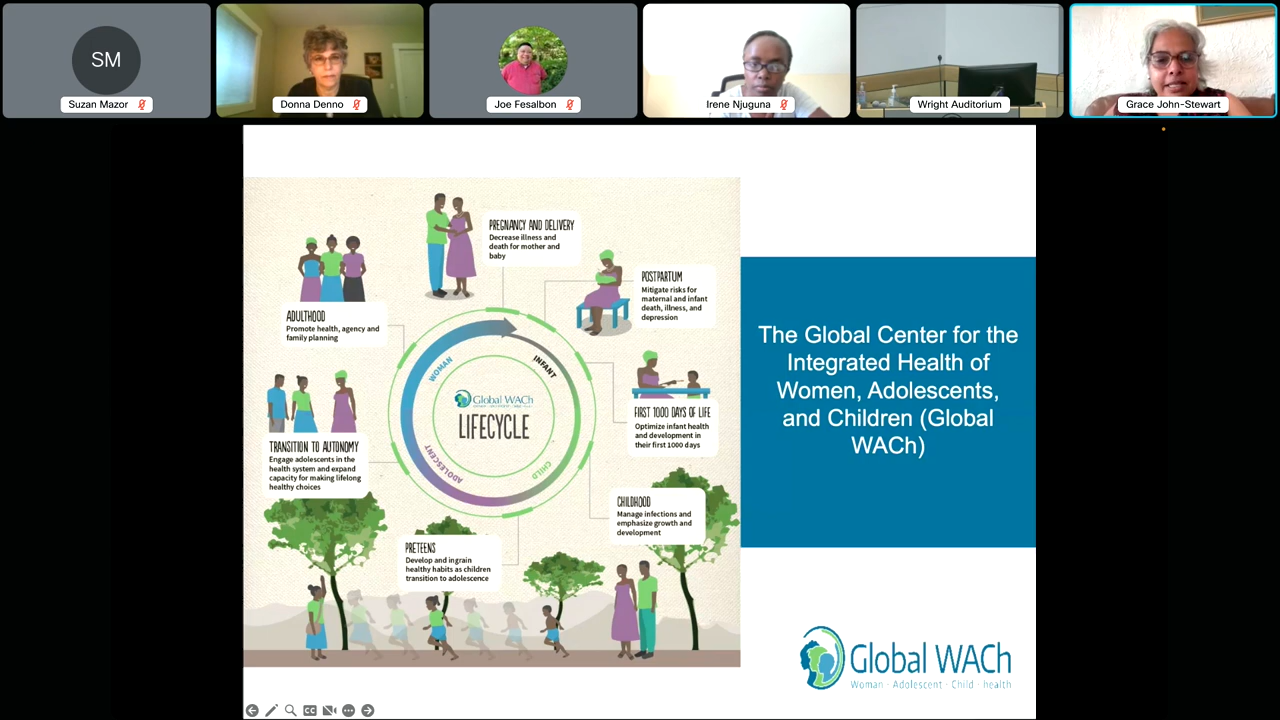 SM
Suzan Mazor
Donna Denno
Joe Fesalbon
Irene Njuguna
Wright Auditorium
Grace John-Stewart
PREGNANCY AND DELIVERY
Decrease illness and
death for mother and
baby
POSTPARTUM
Mitigate risks for
maternal and infant
death, illness, and
depression
ADULTHOOD
Promote health, agency and
family planning
WOMAN
INFANT
Global WACh
LIFECYCLE
FIRST 1000 DAYS OF LIFE
Optimize infant health
and development in
their first 1000 days
TRANSITION TO AUTONOMY
Engage adolescents in the
health system and expand
capacity for making lifelong
healthy choices
ADOLESCENT
CHILD
CHILDHOOD
Manage infections and
emphasize growth and
development
PRETEENS
Develop and ingrain
healthy habits as children
transition to adolescence
The Global Center for the
Integrated Health of
Women, Adolescents,
and Children (Global
WACh)
Global WACh
Woman · Adolescent · Child · health
CC